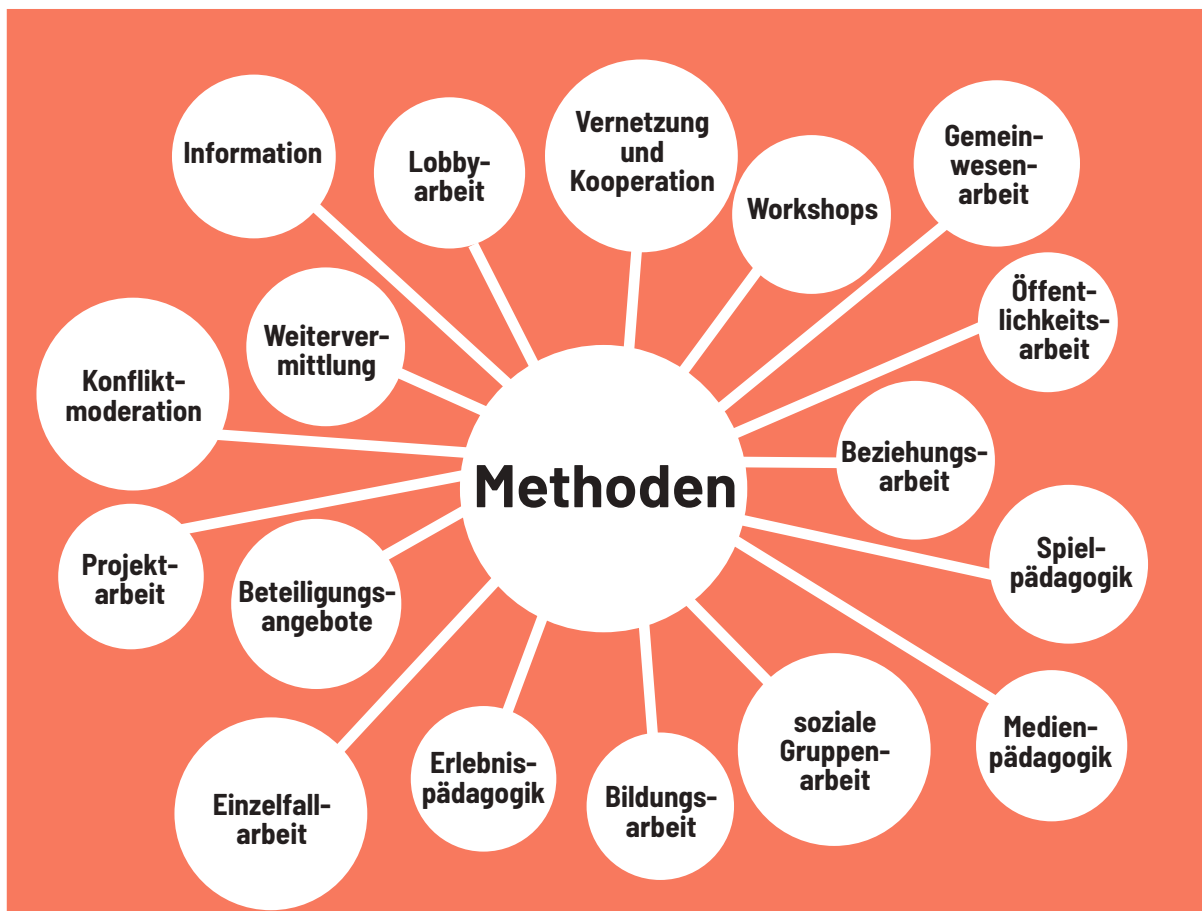 Information
Lobby-
arbeit
Vernetzung
und
Kooperation
Workshops
Gemein-
wesen-
arbeit
Öffent-
lichkeits-
arbeit
Weiterver-
mittlung
Konflikt-
moderation
Beziehungs-
arbeit
Methoden
Projekt-
arbeit
Beteiligungs-
angebote
Spiel-
pädagogik
Einzelfall-
arbeit
Erlebnis-
pädagogik
Bildungs-
arbeit
soziale
Gruppen-
arbeit
Medien-
pädagogik